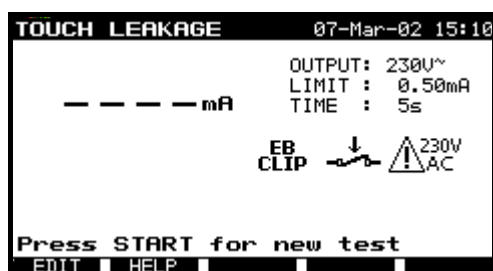 TOUCH LEAKAGE 07-Mar-02 15:10
OUTPUT: 230V~
LIMIT : 0.50mA
TIME : 5s
----mA
EB CLIP
230V AC
Press START for new test
EDIT HELP